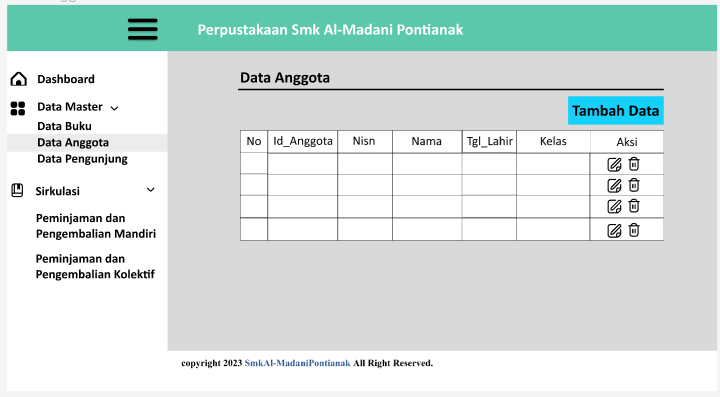 Perpustakaan Smk Al-Madani Pontianak
Dashboard
Data Master
Data Buku
Data Anggota
Data Pengunjung
Sirkulasi
Peminjaman dan
Pengembalian Mandiri
Peminjaman dan
Pengembalian Kolektif
Data Anggota
Tambah Data
No Id_Anggota Nisn Nama Tgl_Lahir Kelas Aksi
copyright 2023 SmkAl-MadaniPontianak All Right Reserved.